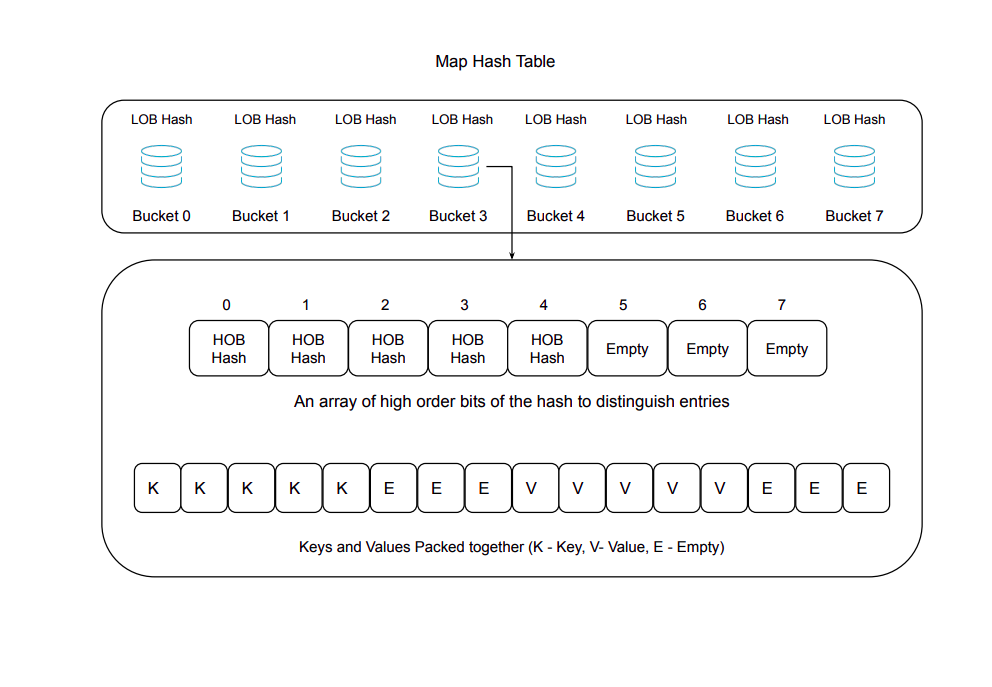 Map Hash Table
LOB Hash LOB Hash LOB Hash LOB Hash LOB Hash LOB Hash LOB Hash LOB Hash
Bucket 0 Bucket 1 Bucket 2 Bucket 3 Bucket 4 Bucket 5 Bucket 6 Bucket 7
0 1 2 3 4 5 6 7
HOB HOB HOB HOB HOB
Hash Hash Hash Hash Hash Empty Empty Empty
An array of high order bits of the hash to distinguish entries
K K K K K E E E V V V V V E E E
Keys and Values Packed together (K - Key, V- Value, E - Empty)